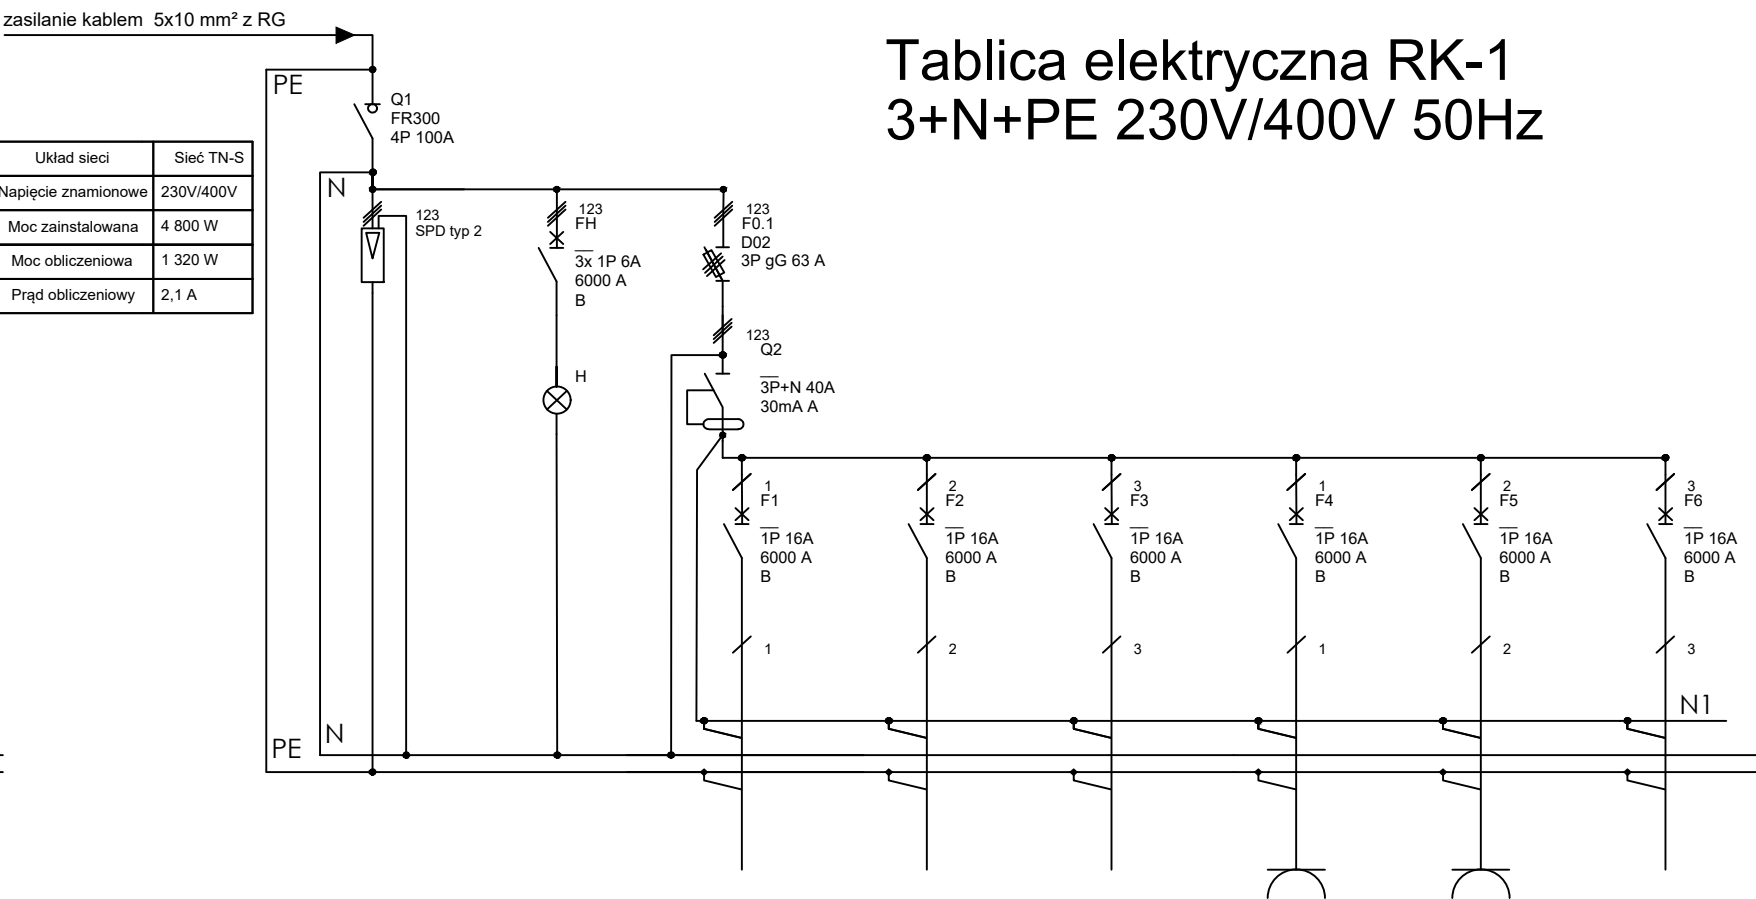 zasilanie kablem 5x10 mm² z RG
Tablica elektryczna RK-1
3+N+PE 230V/400V 50Hz
PE
Q1
FR300
4P 100A
Układ sieci Sieć TN-S
Napięcie znamionowe 230V/400V
Moc zainstalowana 4 800 W
Moc obliczeniowa 1 320 W
Prąd obliczeniowy 2,1 A
N
123
SPD typ 2
123
FH
3x 1P 6A
6000 A
B
H
123
F0.1
D02
3P gG 63 A
123
Q2
3P+N 40A
30mA A
1
F1
1P 16A
6000 A
B
1
2
F2
1P 16A
6000 A
B
2
3
F3
1P 16A
6000 A
B
3
1
F4
1P 16A
6000 A
B
1
2
F5
1P 16A
6000 A
B
2
3
F6
1P 16A
6000 A
B
3
N1
N
PE